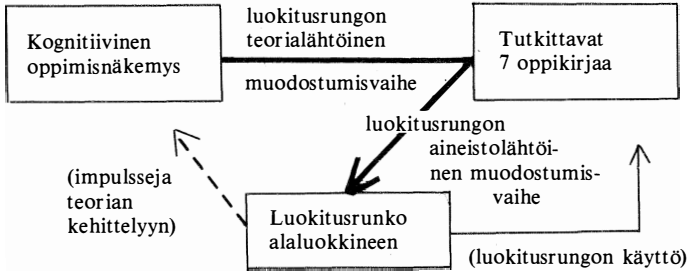 Kognitiivinen
oppimisnäkemys
luokitusrungon
teorialähtöinen
muodostumisvaihe
Tutkittavat
7 oppikirjaa
luokitusrungon
aineistolähtöi-
nen muodostumis-
vaihe
(impulsseja
teorian
kehittelyyn)
Luokitusrunko
alaluokkineen
(luokitusrungon käyttö)